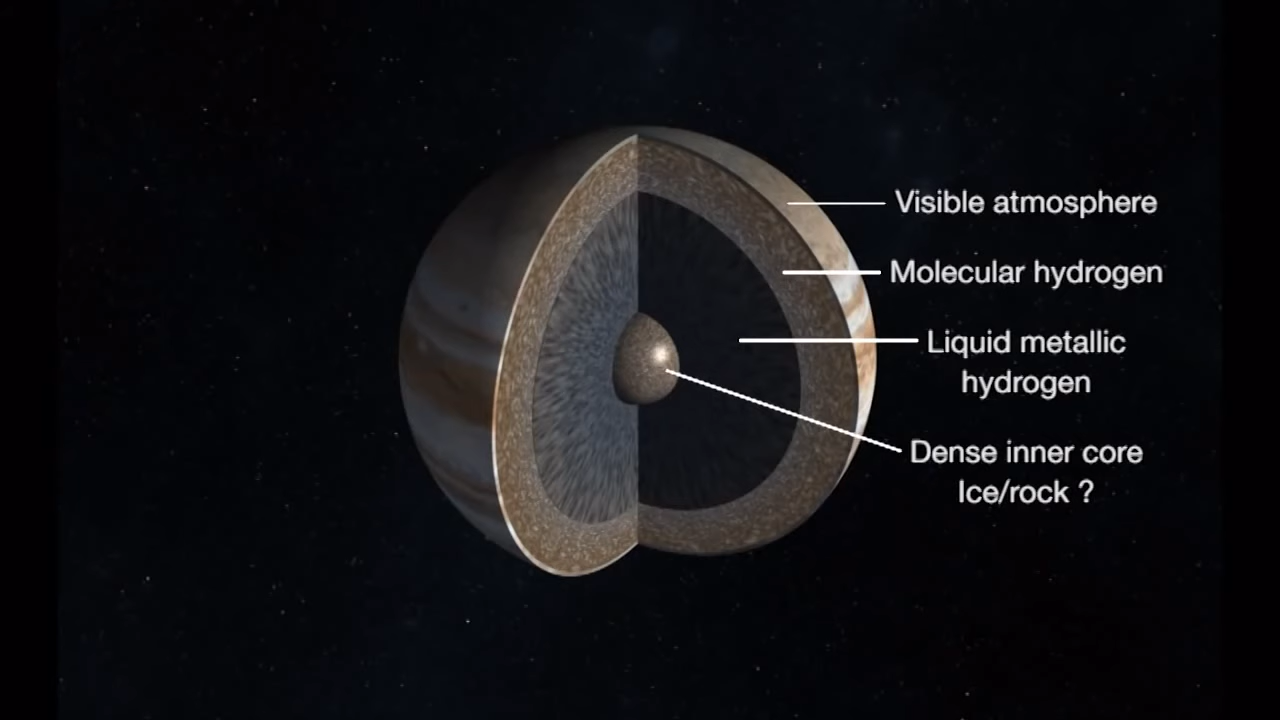 Visible atmosphere
Molecular hydrogen
Liquid metallic
hydrogen
Dense inner core
Ice/rock ?